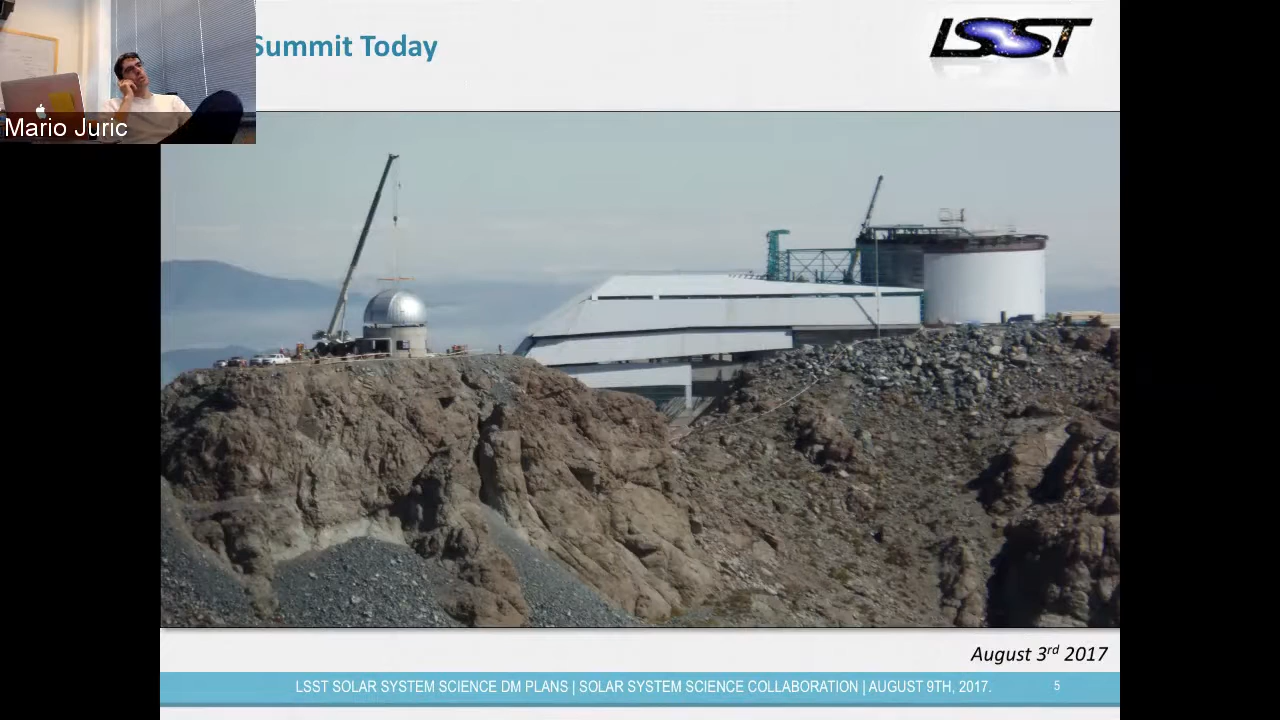 Summit Today
LSST
Mario Juric
August 3rd 2017
LSST SOLAR SYSTEM SCIENCE DM PLANS | SOLAR SYSTEM SCIENCE COLLABORATION | AUGUST 9TH, 2017.
5